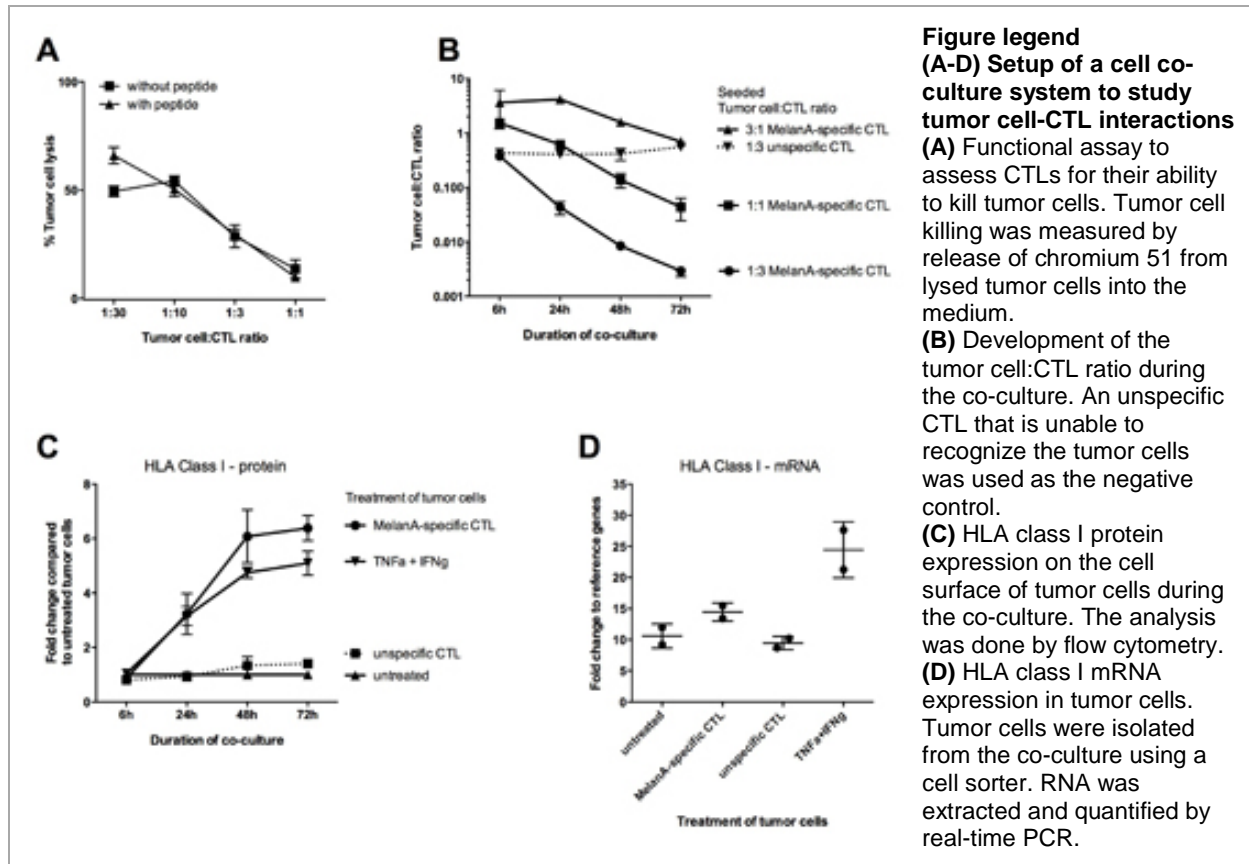 A
without peptide
with peptide
100
50
0
% Tumor cell lysis
1:30 1:10 1:3 1:1
Tumor cell:CTL ratio
B
10
1
0.100
0.010
0.001
Tumor cell:CTL ratio
6h 24h 48h 72h
Duration of co-culture
Seeded
Tumor cell:CTL ratio
3:1 MelanA-specific CTL
1:3 unspecific CTL
1:1 MelanA-specific CTL
1:3 MelanA-specific CTL
C
HLA Class I - protein
8
6
4
2
0
Fold change compared
to untreated tumor cells
6h 24h 48h 72h
Duration of co-culture
Treatment of tumor cells
MelanA-specific CTL
TNFa + IFNg
unspecific CTL
untreated
D
HLA Class I - mRNA
35
30
25
20
15
10
5
0
Fold change to reference genes
untreated
MelanA-specific CTL
unspecific CTL
TNFa+IFNg
Treatment of tumor cells
Figure legend
(A-D) Setup of a cell co-
culture system to study
tumor cell-CTL interactions
(A) Functional assay to
assess CTLs for their ability
to kill tumor cells. Tumor cell
killing was measured by
release of chromium 51 from
lysed tumor cells into the
medium.
(B) Development of the
tumor cell:CTL ratio during
the co-culture. An unspecific
CTL that is unable to
recognize the tumor cells
was used as the negative
control.
(C) HLA class I protein
expression on the cell
surface of tumor cells during
the co-culture. The analysis
was done by flow cytometry.
(D) HLA class I mRNA
expression in tumor cells.
Tumor cells were isolated
from the co-culture using a
cell sorter. RNA was
extracted and quantified by
real-time PCR.